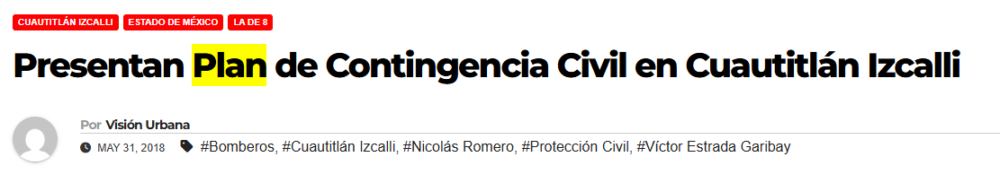 CUAUTITLÁN IZCALLI ESTADO DE MÉXICO LA DE 8
Presentan Plan de Contingencia Civil en Cuautitlán Izcalli
Por Visión Urbana
MAY 31, 2018 #Bomberos, #Cuautitlán Izcalli, #Nicolás Romero, #Protección Civil, #Víctor Estrada Garibay